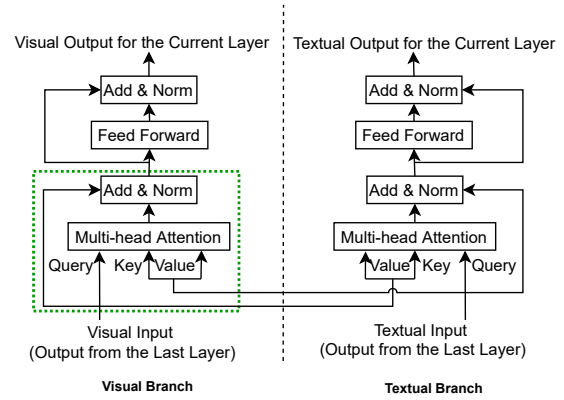 Visual Output for the Current Layer
Add & Norm
Feed Forward
Add & Norm
Multi-head Attention
Query Key Value
Visual Input
(Output from the Last Layer)
Visual Branch
Textual Output for the Current Layer
Add & Norm
Feed Forward
Add & Norm
Multi-head Attention
Value Key Query
Textual Input
(Output from the Last Layer)
Textual Branch